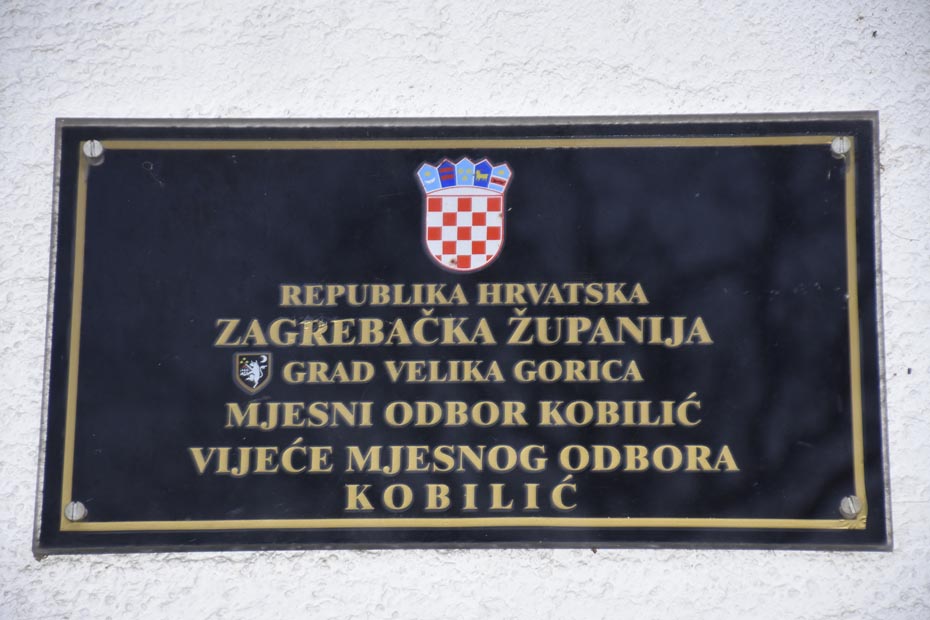 REPUBLIKA HRVATSKA
ZAGREBAČKA ŽUPANIJA
GRAD VELIKA GORICA
MJESNI ODBOR KOBILIĆ
VIJEĆE MJESNOG ODBORA
KOBILIĆ